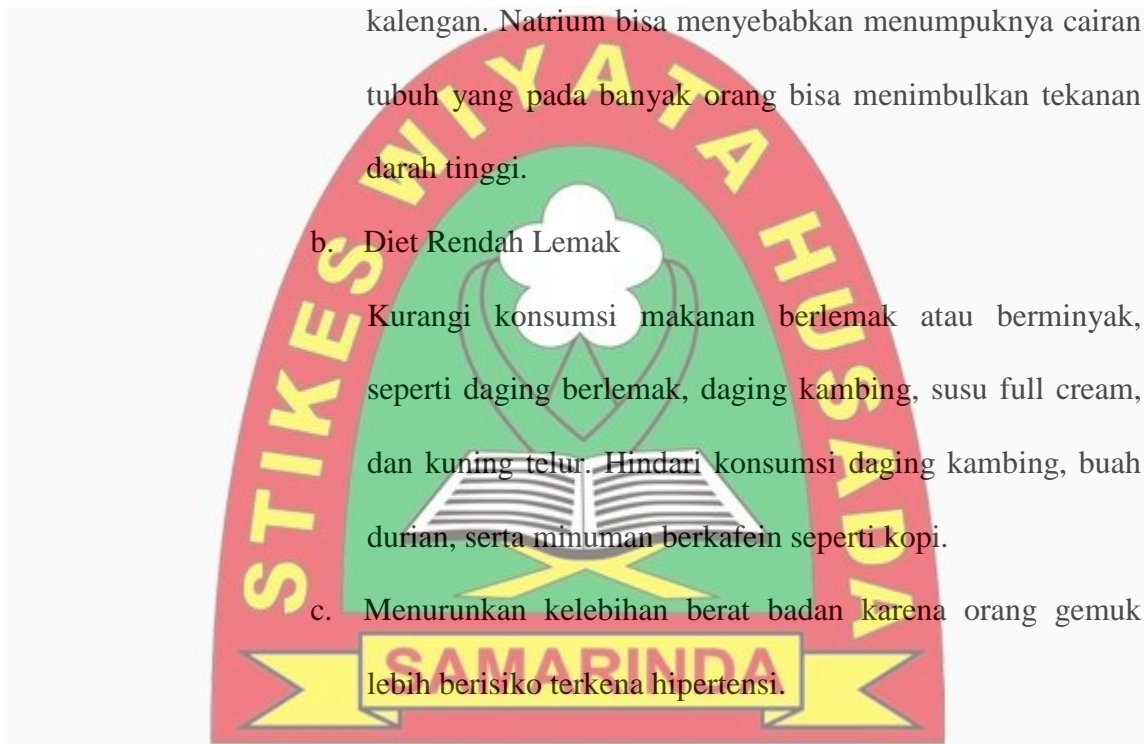 kalengan. Natrium bisa menyebabkan menumpuknya cairan
tubuh yang pada banyak orang bisa menimbulkan tekanan
darah tinggi.
b. Diet Rendah Lemak
Kurangi konsumsi makanan berlemak atau berminyak,
seperti daging berlemak, daging kambing, susu full cream,
dan kuning telur. Hindari konsumsi daging kambing, buah
durian, serta minuman berkafein seperti kopi.
c. Menurunkan kelebihan berat badan karena orang gemuk
lebih berisiko terkena hipertensi.
STIKES WIYATA HUSADA
SAMARINDA